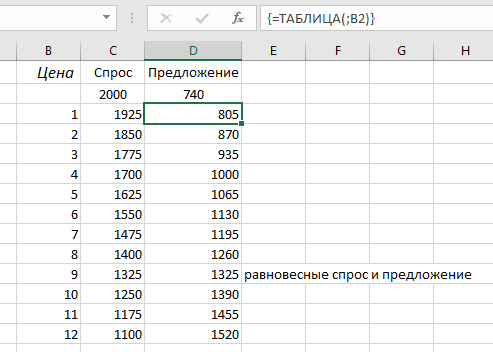 {=ТАБЛИЦА(;B2)}
B C D E F G H
Цена Спрос Предложение
2000 740
1 1925 805
2 1850 870
3 1775 935
4 1700 1000
5 1625 1065
6 1550 1130
7 1475 1195
8 1400 1260
9 1325 1325 равновесные спрос и предложение
10 1250 1390
11 1175 1455
12 1100 1520